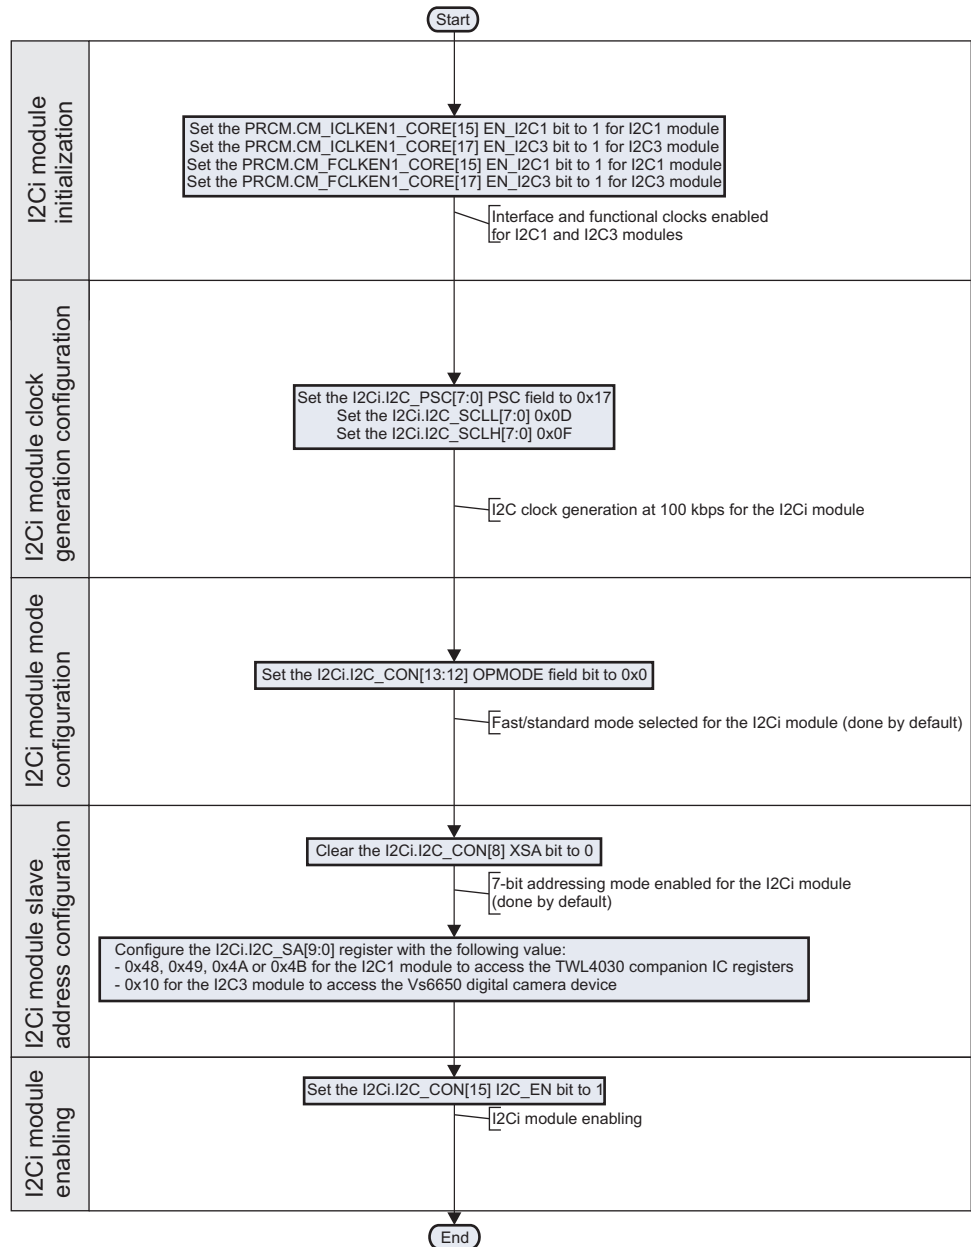 Start
I2Ci module
initialization
Set the PRCM.CM_ICLKEN1_CORE[15] EN_I2C1 bit to 1 for I2C1 module
Set the PRCM.CM_ICLKEN1_CORE[17] EN_I2C3 bit to 1 for I2C3 module
Set the PRCM.CM_FCLKEN1_CORE[15] EN_I2C1 bit to 1 for I2C1 module
Set the PRCM.CM_FCLKEN1_CORE[17] EN_I2C3 bit to 1 for I2C3 module
Interface and functional clocks enabled
for I2C1 and I2C3 modules
I2Ci module clock
generation configuration
Set the I2Ci.I2C_PSC[7:0] PSC field to 0x17
Set the I2Ci.I2C_SCLL[7:0] 0x0D
Set the I2Ci.I2C_SCLH[7:0] 0x0F
I2C clock generation at 100 kbps for the I2Ci module
I2Ci module mode
configuration
Set the I2Ci.I2C_CON[13:12] OPMODE field bit to 0x0
Fast/standard mode selected for the I2Ci module (done by default)
I2Ci module slave
address configuration
Clear the I2Ci.I2C_CON[8] XSA bit to 0
7-bit addressing mode enabled for the I2Ci module
(done by default)
Configure the I2Ci.I2C_SA[9:0] register with the following value:
- 0x48, 0x49, 0x4A or 0x4B for the I2C1 module to access the TWL4030 companion IC registers
- 0x10 for the I2C3 module to access the Vs6650 digital camera device
I2Ci module
enabling
Set the I2Ci.I2C_CON[15] I2C_EN bit to 1
I2Ci module enabling
End